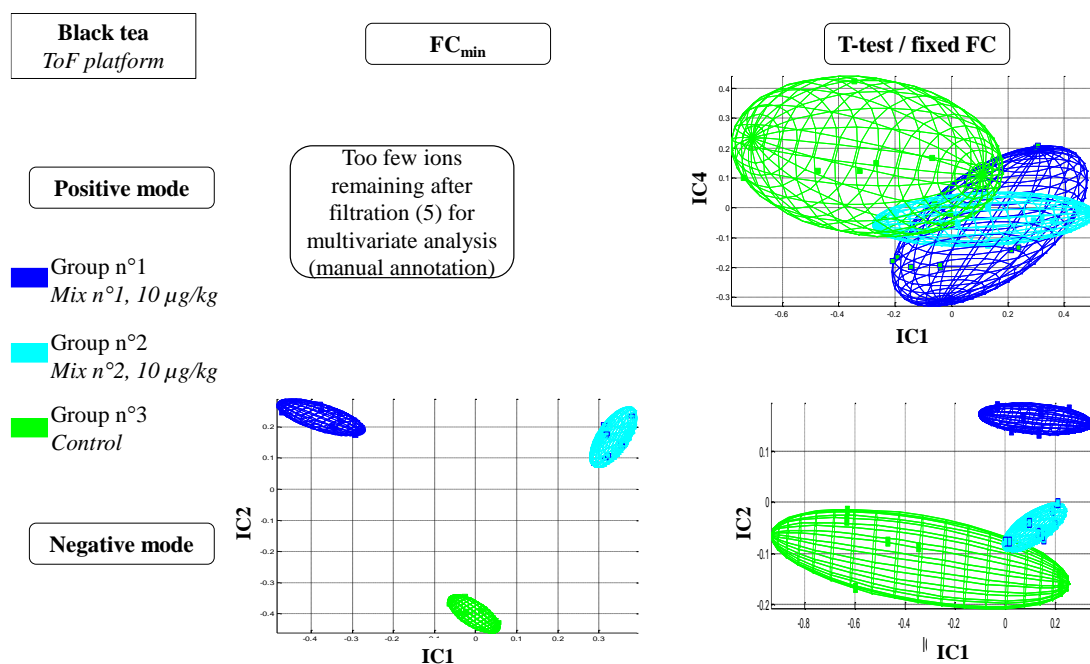 Black tea
ToF platform
FCmin
T-test / fixed FC
Positive mode
Too few ions
remaining after
filtration (5) for
multivariate analysis
(manual annotation)
IC4
0.4
0.3
0.2
0.1
0
-0.1
-0.2
-0.3
-0.6
-0.4
-0.2
0
0.2
0.4
IC1
Group n°1
Mix n°1, 10 µg/kg
Group n°2
Mix n°2, 10 µg/kg
Group n°3
Control
Negative mode
IC2
0.2
0.1
0
-0.1
-0.2
-0.3
-0.4
-0.4
-0.3
-0.2
-0.1
0
0.1
0.2
0.3
IC1
IC2
0.1
0
-0.1
-0.2
-0.8
-0.6
-0.4
-0.2
0
0.2
IC1